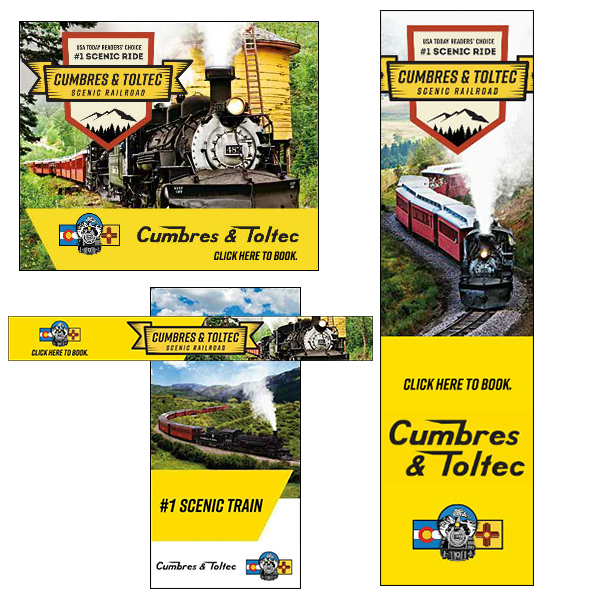 USA TODAY READERS' CHOICE
#1 SCENIC RIDE
CUMBRES & TOLTEC
SCENIC RAILROAD
487
Cumbres & Toltec
CLICK HERE TO BOOK.
USA TODAY READERS' CHOICE
#1 SCENIC RIDE
CUMBRES & TOLTEC
SCENIC RAILROAD
CLICK HERE TO BOOK.
Cumbres
& Toltec
CUMBRES & TOLTEC
SCENIC RAILROAD
CLICK HERE TO BOOK.
#1 SCENIC TRAIN
Cumbres & Toltec